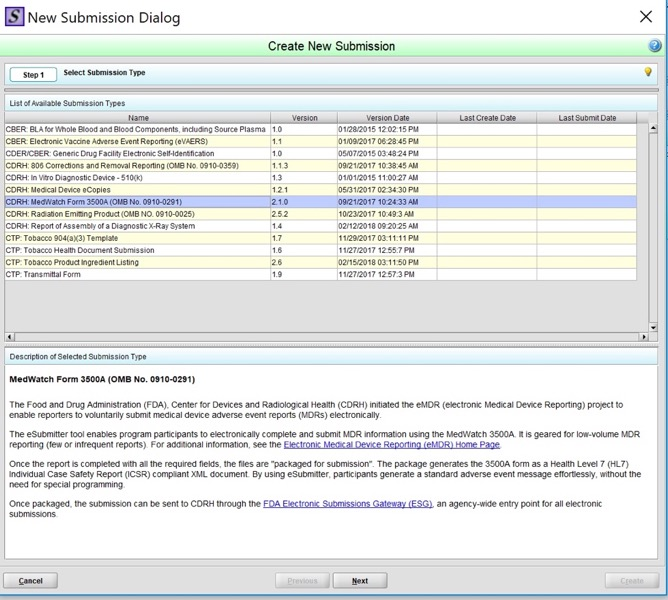 New Submission Dialog
Create New Submission
Step 1
Select Submission Type
List of Available Submission Types
Name Version Version Date Last Create Date Last Submit Date
CBER: BLA for Whole Blood and Blood Components, including Source Plasma 1.0 01/28/2015 12:02:15 PM
CBER: Electronic Vaccine Adverse Event Reporting (eVAERS) 1.1 01/09/2017 06:28:45 PM
CDER/CBER: Generic Drug Facility Electronic Self-Identification 1.0 05/07/2015 03:48:24 PM
CDRH: 806 Corrections and Removal Reporting (OMB No. 0910-0359) 1.1.3 09/21/2017 10:38:45 AM
CDRH: In Vitro Diagnostic Device - 510(k) 1.3 01/01/2015 11:00:27 AM
CDRH: Medical Device eCopies 1.2.1 05/31/2017 02:34:30 PM
CDRH: MedWatch Form 3500A (OMB No. 0910-0291) 2.1.0 09/21/2017 10:24:33 AM
CDRH: Radiation Emitting Product (OMB NO. 0910-0025) 2.5.2 10/23/2017 10:49:3 AM
CDRH: Report of Assembly of a Diagnostic X-Ray System 1.4 02/12/2018 09:20:25 AM
CTP: Tobacco 904(a)(3) Template 1.7 11/29/2017 03:11:11 PM
CTP: Tobacco Health Document Submission 1.6 11/27/2017 12:55:7 PM
CTP: Tobacco Product Ingredient Listing 2.6 02/15/2018 03:11:50 PM
CTP: Transmittal Form 1.9 11/27/2017 12:57:3 PM
Description of Selected Submission Type
MedWatch Form 3500A (OMB No. 0910-0291)
The Food and Drug Administration (FDA), Center for Devices and Radiological Health (CDRH) initiated the eMDR (electronic Medical Device Reporting) project to
enable reporters to voluntarily submit medical device adverse event reports (MDRs) electronically.
The eSubmitter tool enables program participants to electronically complete and submit MDR information using the MedWatch 3500A. It is geared for low-volume MDR
reporting (few or infrequent reports). For additional information, see the Electronic Medical Device Reporting (eMDR) Home Page.
Once the report is completed with all the required fields, the files are "packaged for submission". The package generates the 3500A form as a Health Level 7 (HL7)
Individual Case Safety Report (ICSR) compliant XML document. By using eSubmitter, participants generate a standard adverse event message effortlessly, without the
need for special programming.
Once packaged, the submission can be sent to CDRH through the FDA Electronic Submissions Gateway (ESG), an agency-wide entry point for all electronic
submissions.
Cancel Previous Next Create